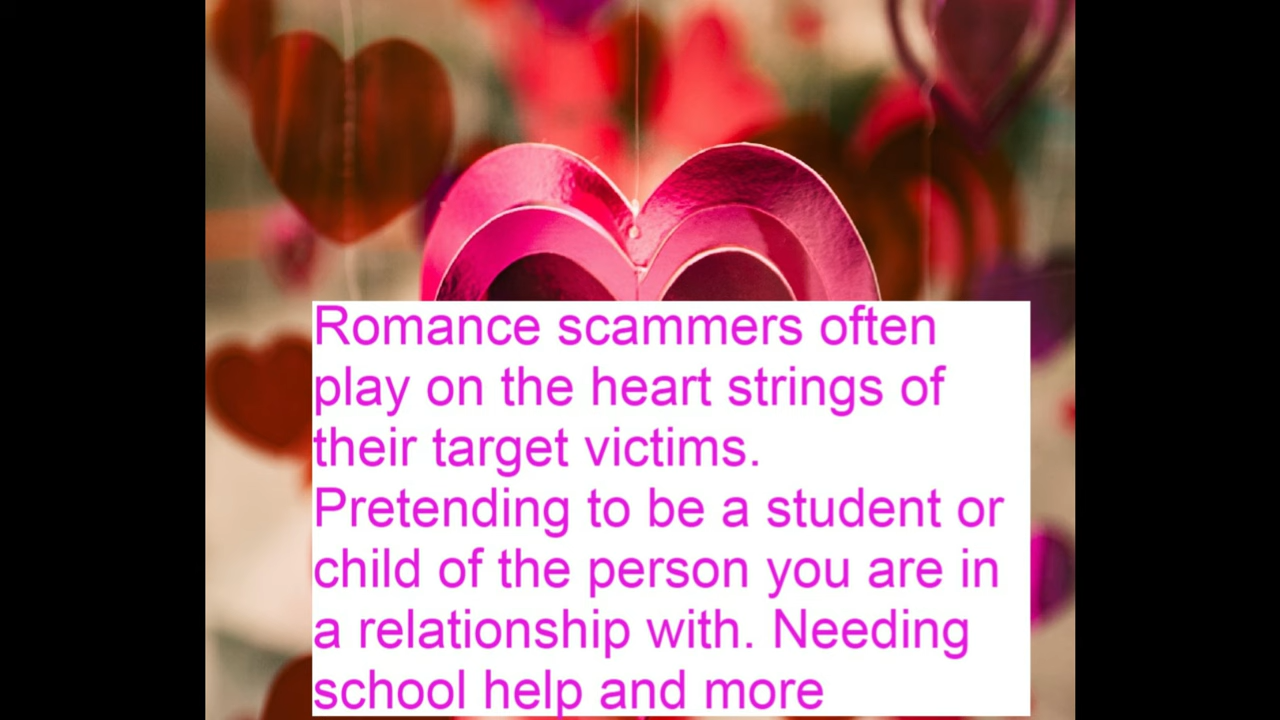 Romance scammers often
play on the heart strings of
their target victims.
Pretending to be a student or
child of the person you are in
a relationship with. Needing
school help and more